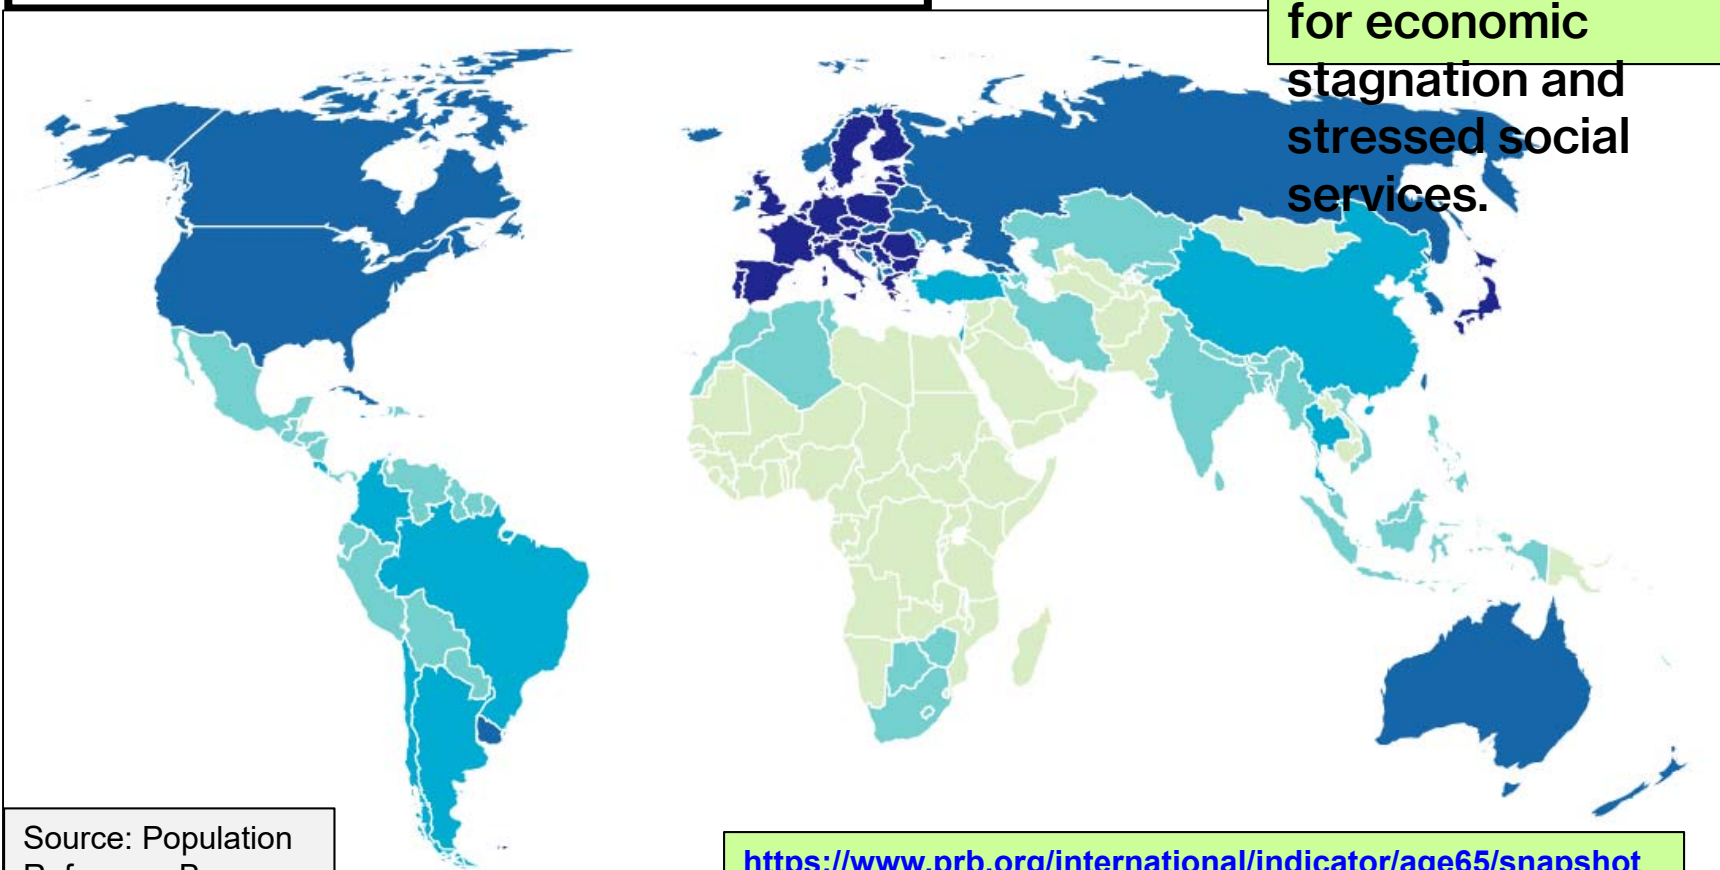 for economic
stagnation and
stressed social
services.
Source: Population
https://www.prb.org/international/indicator/age65/snapshot